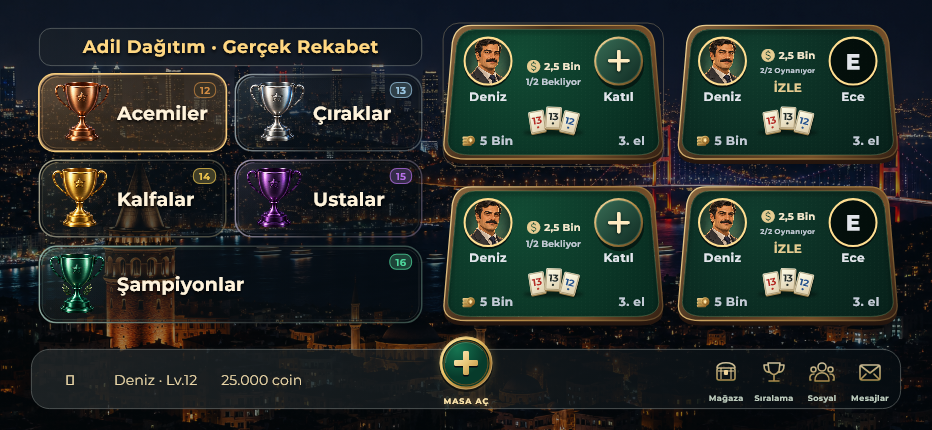 Adil Dağıtım · Gerçek Rekabet
12
Acemiler
13
Çıraklar
14
Kalfalar
15
Ustalar
16
Şampiyonlar
2,5 Bin
1/2 Bekliyor
Deniz
Katıl
13 13 12
5 Bin
3. el
2,5 Bin
2/2 Oynanıyor
E
İZLE
Deniz
Ece
13 13 12
5 Bin
3. el
2,5 Bin
1/2 Bekliyor
Deniz
Katıl
13 13 12
5 Bin
3. el
2,5 Bin
2/2 Oynanıyor
E
İZLE
Deniz
Ece
13 13 12
5 Bin
3. el
Deniz · Lv.12 25.000 coin
MASA AÇ
Mağaza Sıralama Sosyal Mesajlar